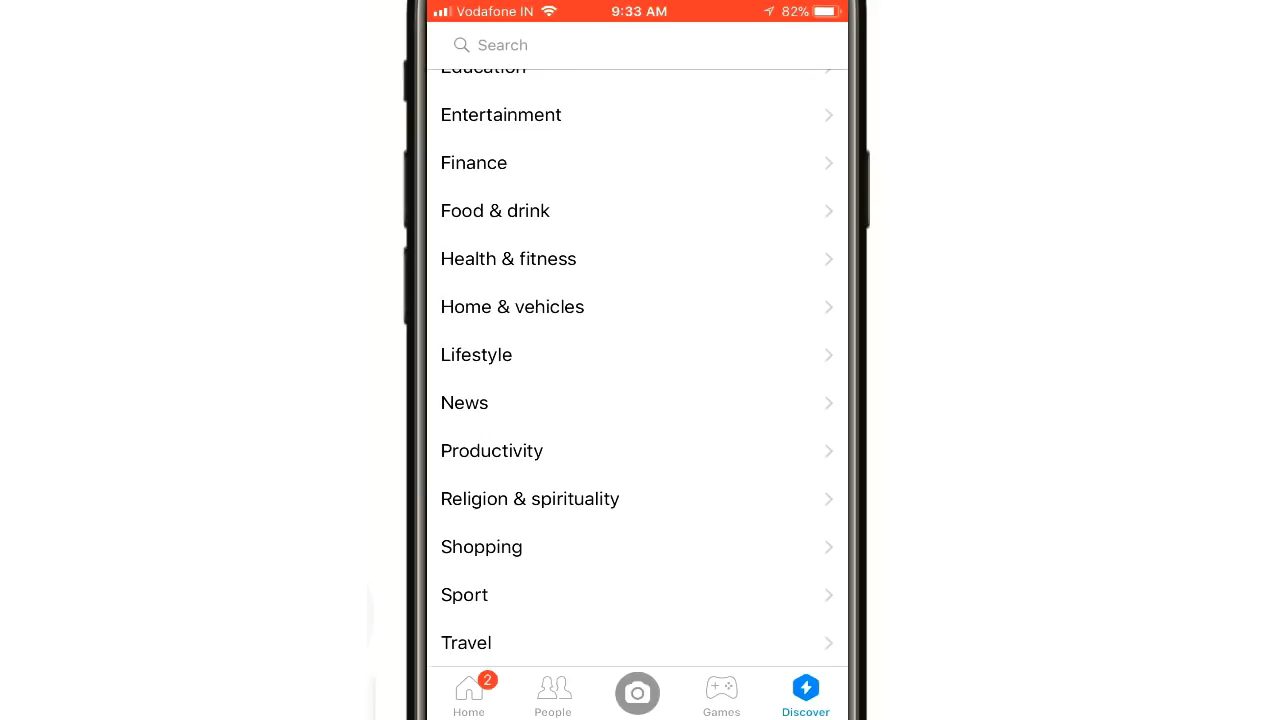 Vodafone IN 9:33 AM 82%
Search
Education
Entertainment
Finance
Food & drink
Health & fitness
Home & vehicles
Lifestyle
News
Productivity
Religion & spirituality
Shopping
Sport
Travel
2
Home People Games Discover